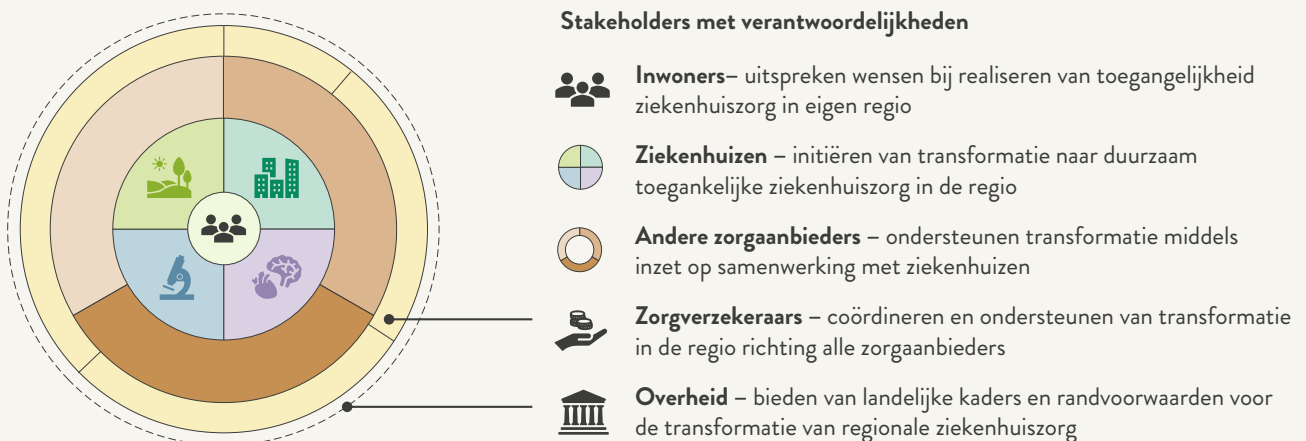 Stakeholders met verantwoordelijkheden
Inwoners– uitspreken wensen bij realiseren van toegangelijkheid
ziekenhuiszorg in eigen regio
Ziekenhuizen – initiëren van transformatie naar duurzaam
toegankelijke ziekenhuiszorg in de regio
Andere zorgaanbieders – ondersteunen transformatie middels
inzet op samenwerking met ziekenhuizen
Zorgverzekeraars – coördineren en ondersteunen van transformatie
in de regio richting alle zorgaanbieders
Overheid – bieden van landelijke kaders en randvoorwaarden voor
de transformatie van regionale ziekenhuiszorg